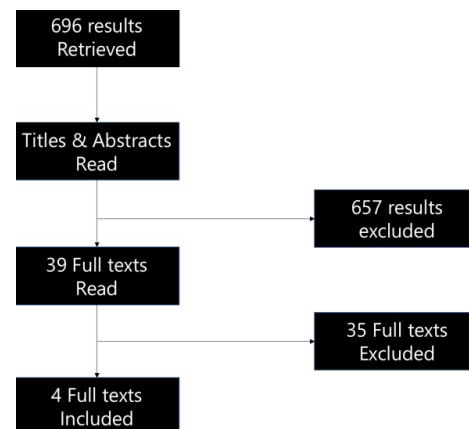 696 results
Retrieved
Titles & Abstracts
Read
657 results
excluded
39 Full texts
Read
35 Full texts
Excluded
4 Full texts
Included